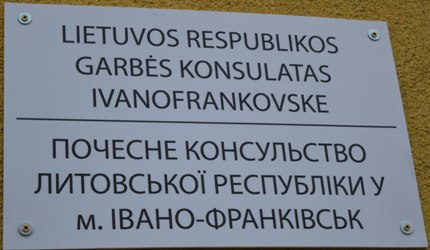 LIETUVOS RESPUBLIKOS
GARBĖS KONSULATAS
IVANOFRANKOVSKE
ПОЧЕСНЕ КОНСУЛЬСТВО
ЛИТОВСЬКОЇ РЕСПУБЛІКИ У
м. ІВАНО-ФРАНКІВСЬК